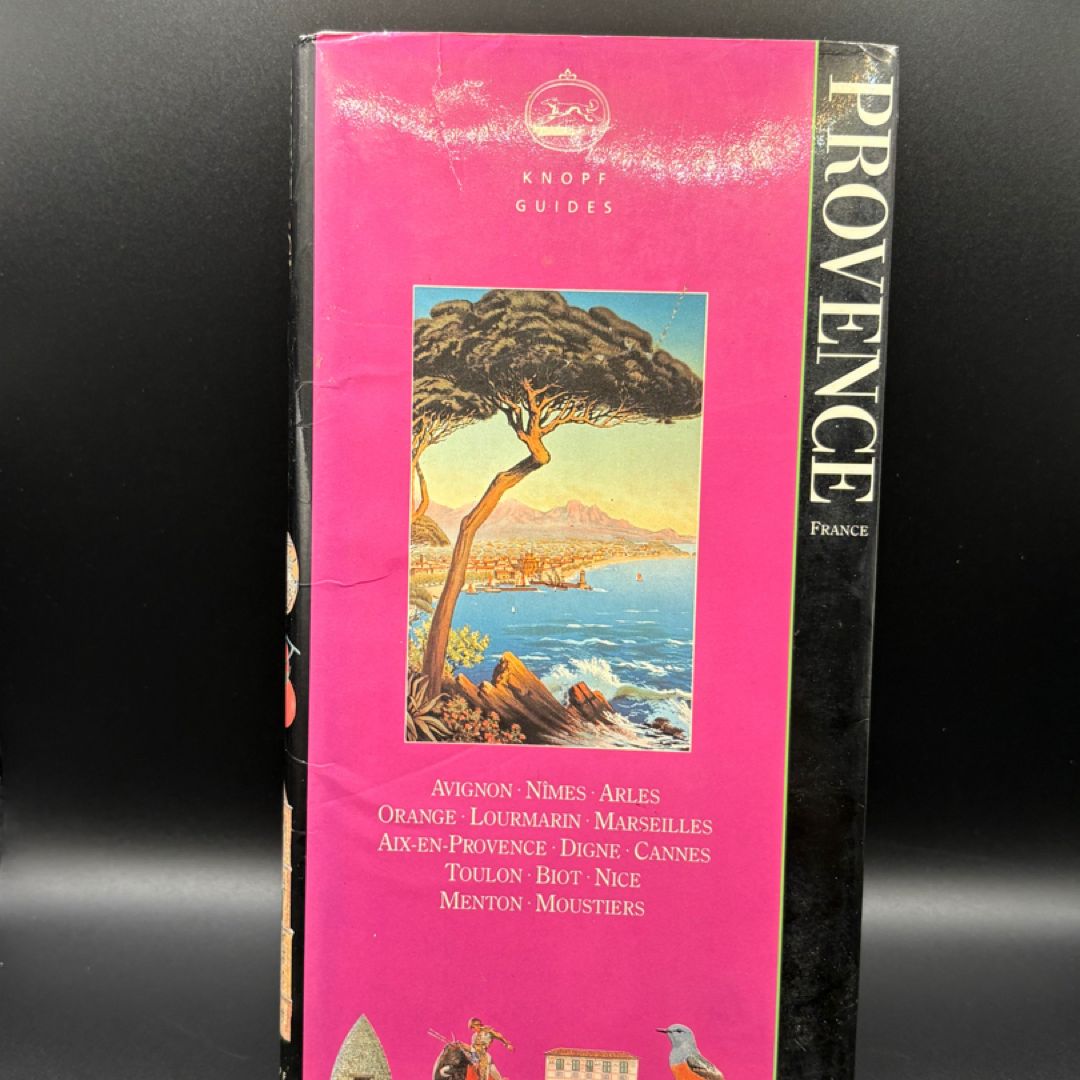 KNOPF
GUIDES
PROVENCE
FRANCE
AVIGNON · NÎMES · ARLES
ORANGE · LOURMARIN · MARSEILLES
AIX-EN-PROVENCE · DIGNE · CANNES
TOULON · BIOT · NICE
MENTON · MOUSTIERS